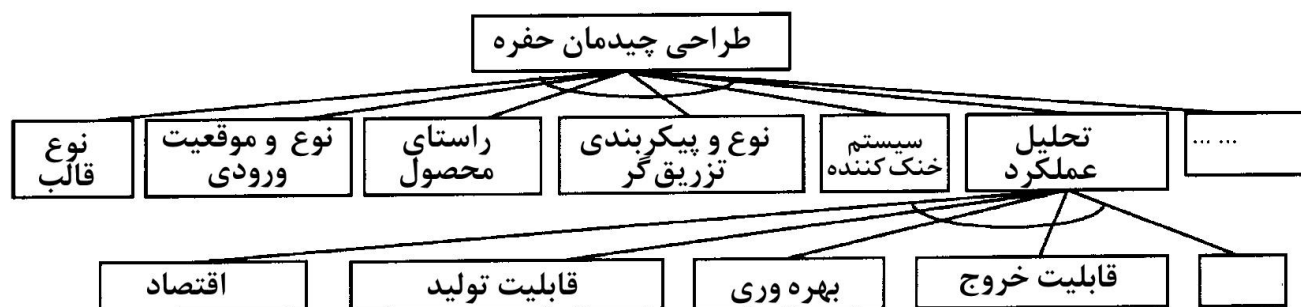 طراحی چیدمان حفره
... ...
تحلیل
عملکرد
سیستم
خنک کننده
نوع و پیکربندی
تزریق گر
راستای
محصول
نوع و موقعیت
ورودی
نوع
قالب
قابلیت خروج
بهره وری
قابلیت تولید
اقتصاد